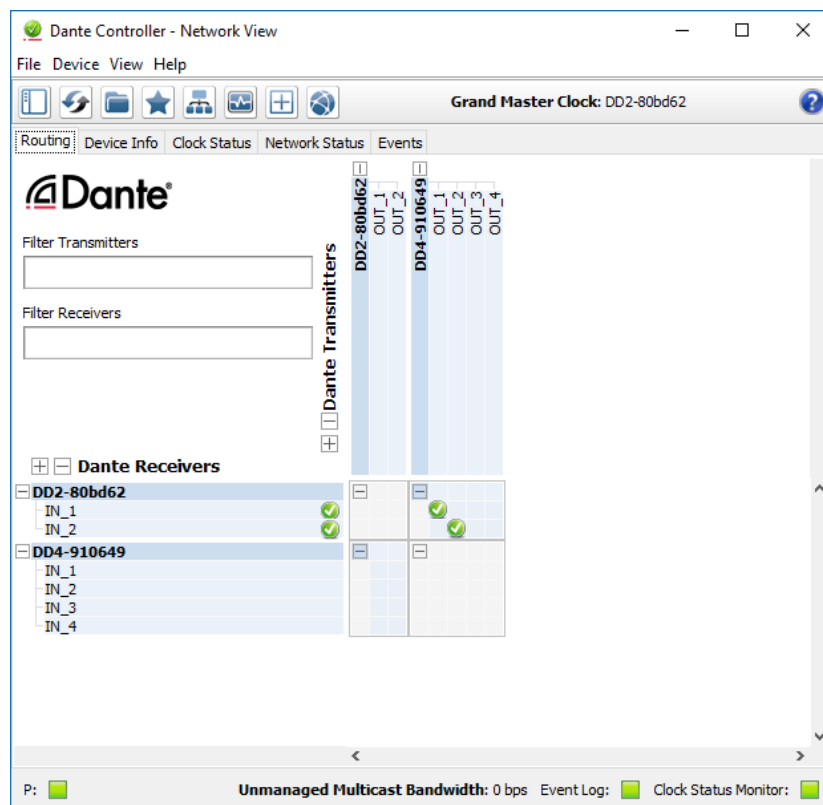 Dante Controller - Network View
File Device View Help
Grand Master Clock: DD2-80bd62
Routing Device Info Clock Status Network Status Events
Dante
Filter Transmitters
Filter Receivers
Dante Transmitters
DD2-80bd62
OUT_1
OUT_2
DD4-910649
OUT_1
OUT_2
OUT_3
OUT_4
Dante Receivers
DD2-80bd62
IN_1
IN_2
DD4-910649
IN_1
IN_2
IN_3
IN_4
P: Unmanaged Multicast Bandwidth: 0 bps Event Log: Clock Status Monitor: